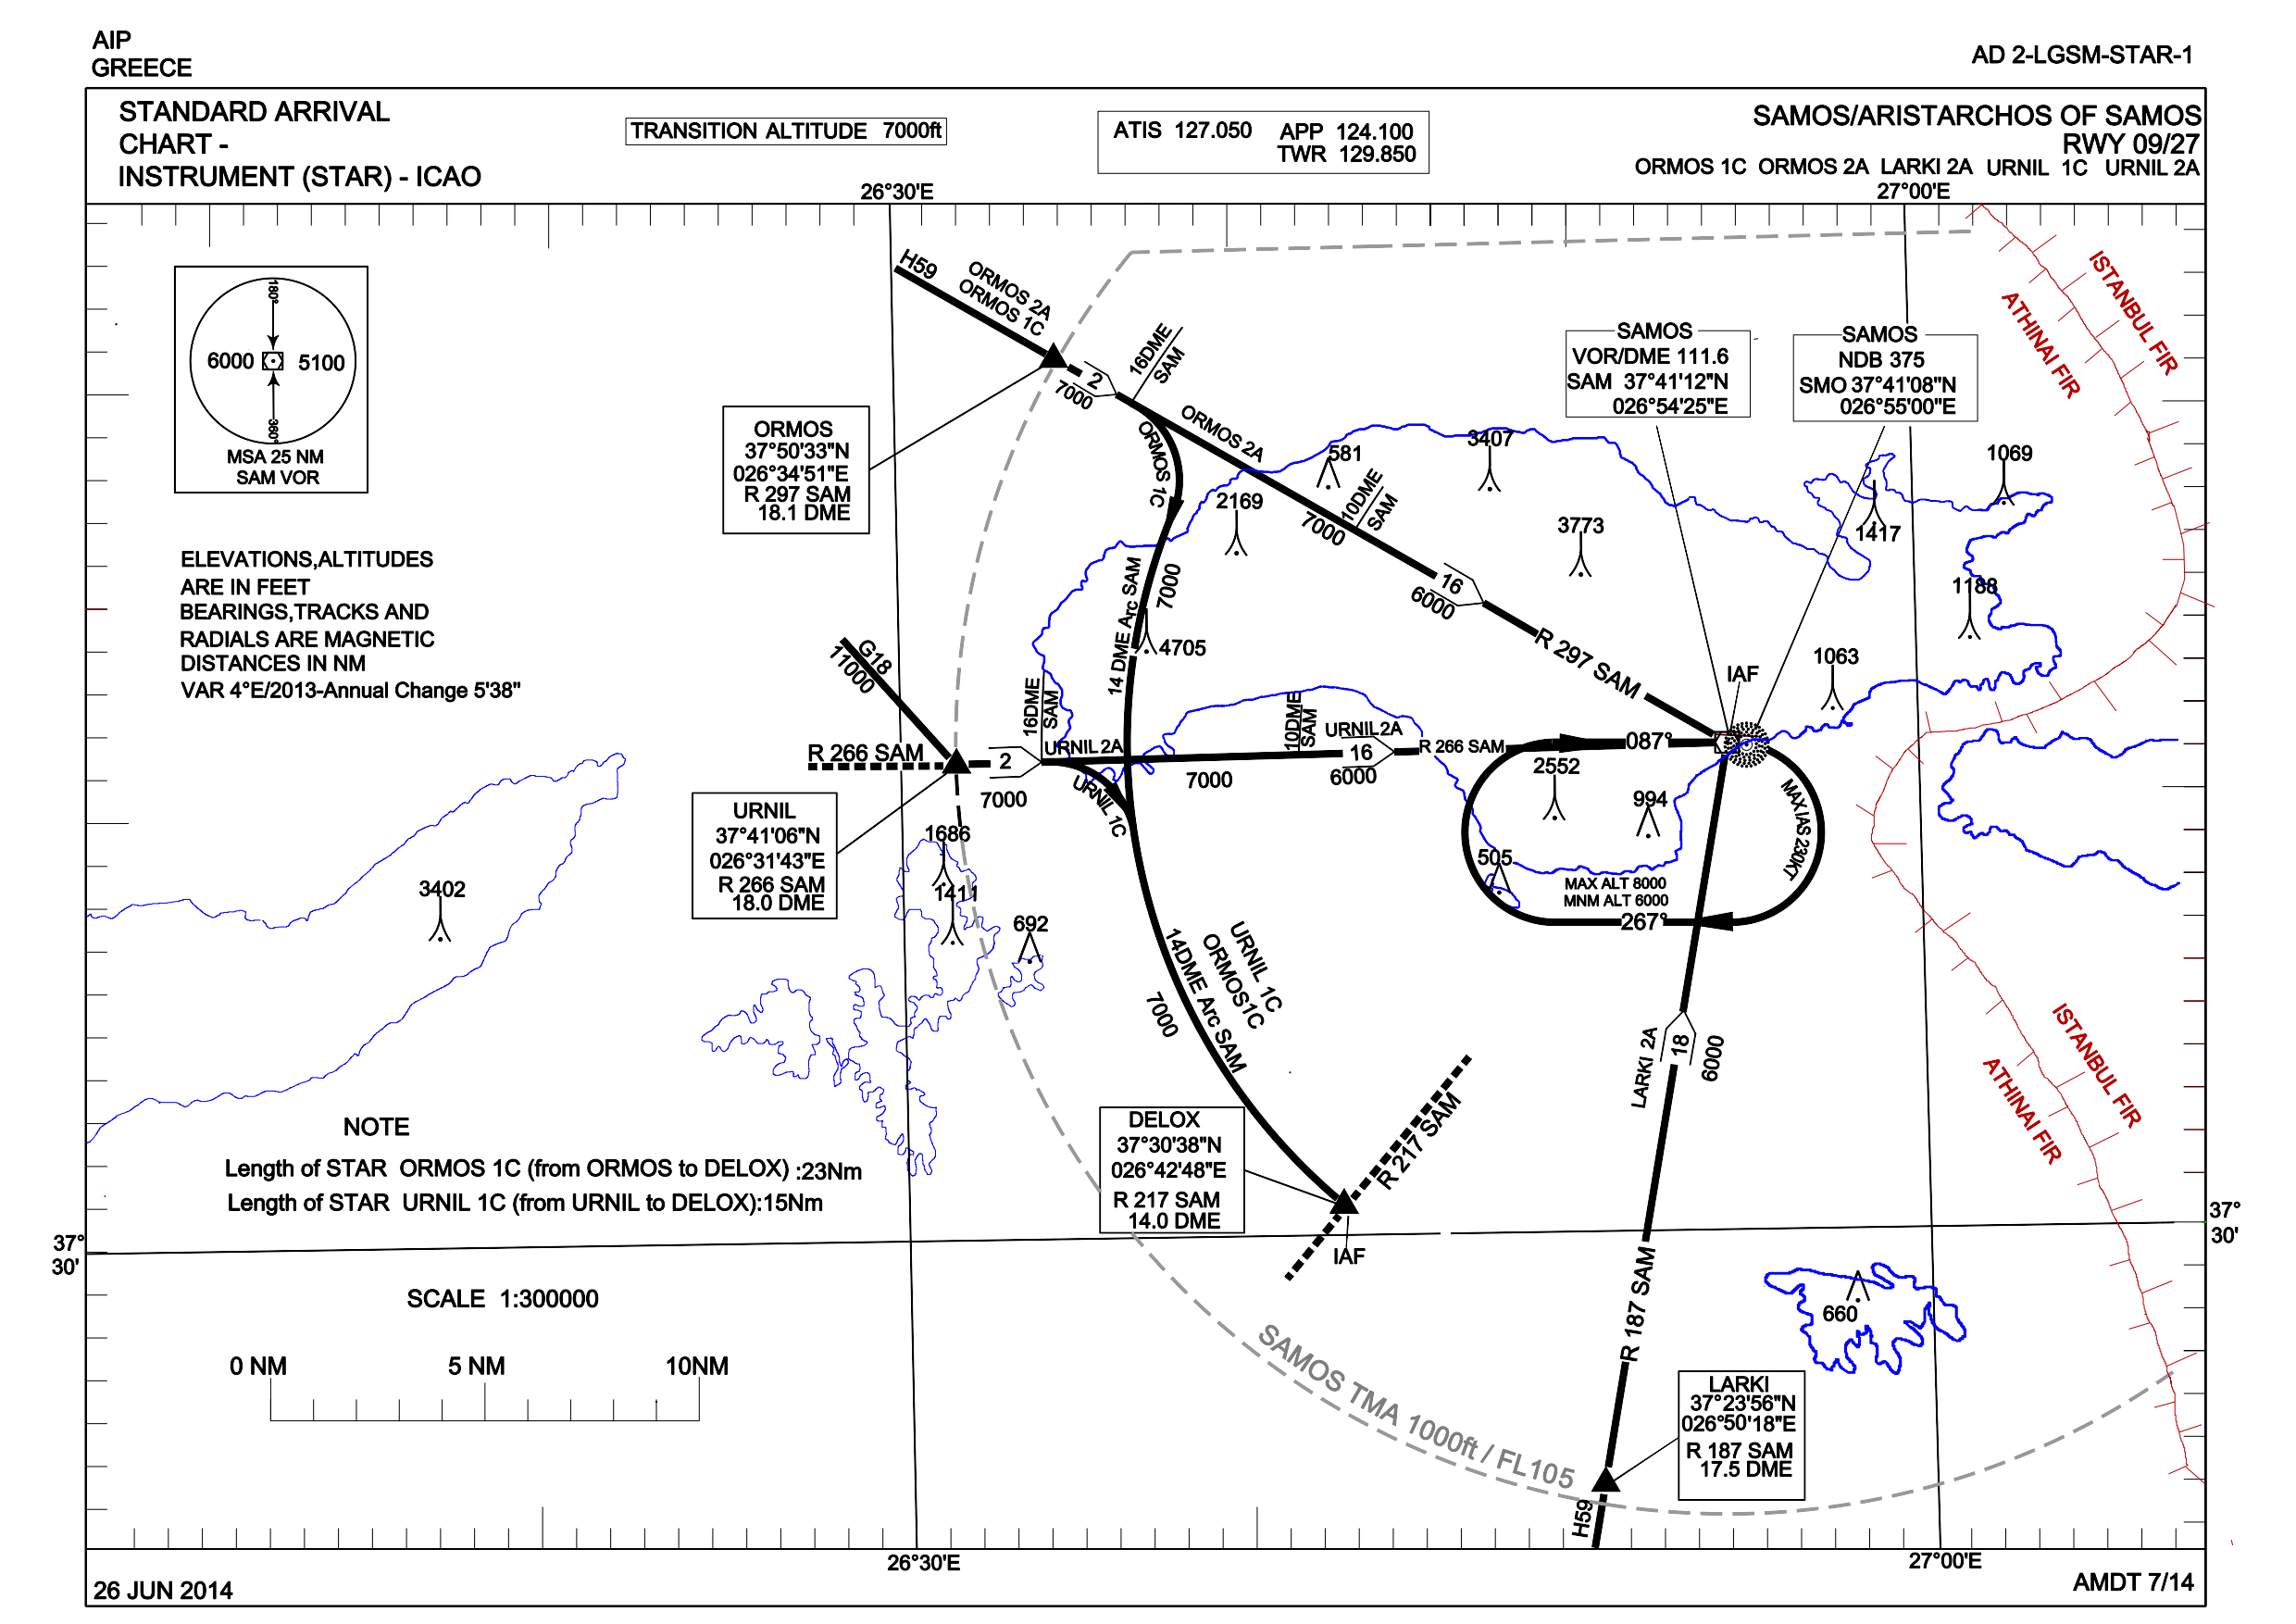 AIP
GREECE
AD 2-LGSM-STAR-1
STANDARD ARRIVAL
CHART -
INSTRUMENT (STAR) - ICAO
TRANSITION ALTITUDE 7000ft
ATIS 127.050 APP 124.100
TWR 129.850
SAMOS/ARISTARCHOS OF SAMOS
RWY 09/27
ORMOS 1C ORMOS 2A LARKI 2A URNIL 1C URNIL 2A
26°30'E
27°00'E
180°
6000
5100
360°
MSA 25 NM
SAM VOR
H59
ORMOS 2A
ORMOS 1C
2
7000
16DME
SAM
ORMOS
37°50'33"N
026°34'51"E
R 297 SAM
18.1 DME
ORMOS 1C
ORMOS 2A
581
3407
2169
10DME
SAM
7000
3773
16
6000
R 297 SAM
SAMOS
VOR/DME 111.6
SAM 37°41'12"N
026°54'25"E
SAMOS
NDB 375
SMO 37°41'08"N
026°55'00"E
1069
1417
1188
1063
IAF
ISTANBUL FIR
ATHINAI FIR
ELEVATIONS,ALTITUDES
ARE IN FEET
BEARINGS,TRACKS AND
RADIALS ARE MAGNETIC
DISTANCES IN NM
VAR 4°E/2013-Annual Change 5'38"
14 DME Arc SAM
7000
4705
G18
11000
R 266 SAM
2
7000
16DME
SAM
URNIL 2A
URNIL 1C
7000
10DME
SAM
URNIL2A
16
6000
R 266 SAM
087°
2552
994
505
MAX IAS 230KT
MAX ALT 8000
MNM ALT 6000
267°
URNIL
37°41'06"N
026°31'43"E
R 266 SAM
18.0 DME
1686
1411
692
3402
URNIL 1C
ORMOS1C
14DME Arc SAM
7000
LARKI 2A
18
6000
ISTANBUL FIR
ATHINAI FIR
DELOX
37°30'38"N
026°42'48"E
R 217 SAM
14.0 DME
R 217 SAM
IAF
NOTE
Length of STAR ORMOS 1C (from ORMOS to DELOX) :23Nm
Length of STAR URNIL 1C (from URNIL to DELOX):15Nm
37°
30'
37°
30'
SCALE 1:300000
0 NM
5 NM
10NM
R 187 SAM
660
SAMOS TMA 1000ft / FL105
LARKI
37°23'56"N
026°50'18"E
R 187 SAM
17.5 DME
H59
26°30'E
27°00'E
26 JUN 2014
AMDT 7/14